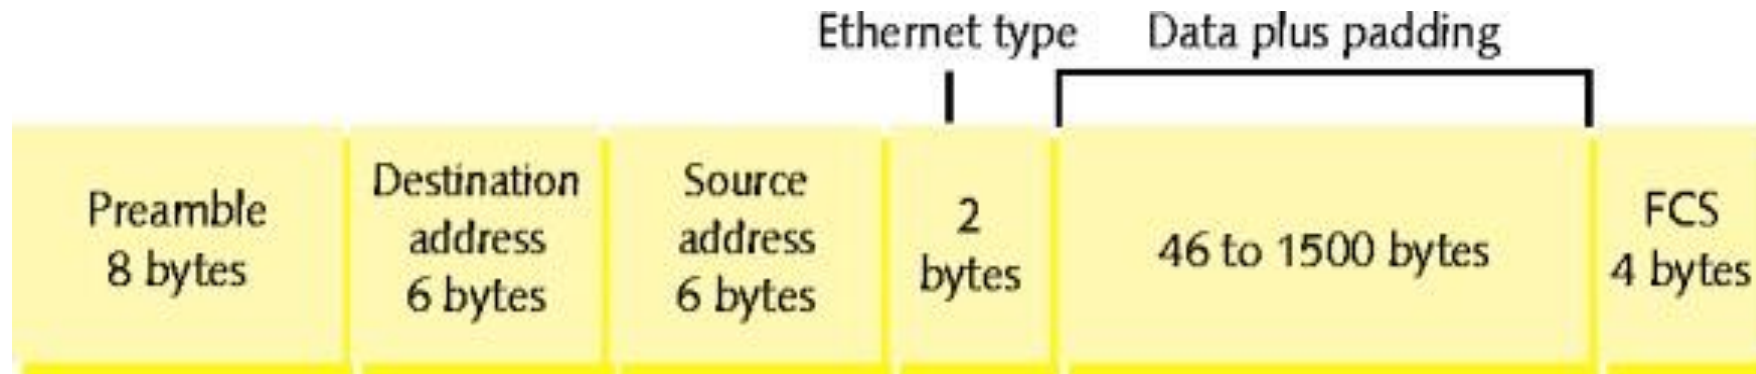 Ethernet type
Data plus padding
Preamble
8 bytes
Destination
address
6 bytes
Source
address
6 bytes
2
bytes
46 to 1500 bytes
FCS
4 bytes